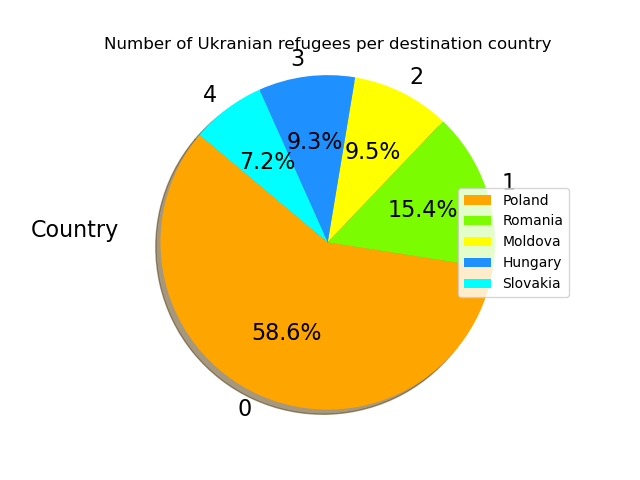 Number of Ukranian refugees per destination country
3
2
4
9.3%
9.5%
7.2%
1
15.4%
Poland
Romania
Moldova
Hungary
Slovakia
Country
58.6%
0